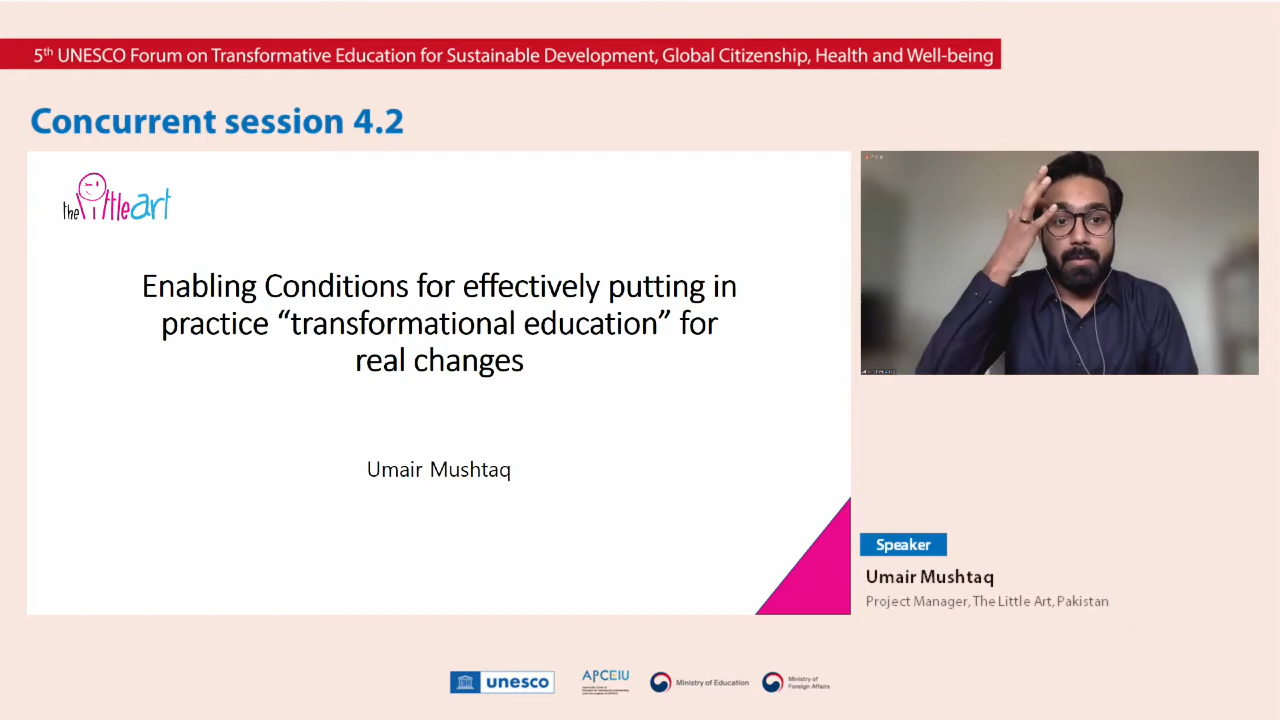 5th UNESCO Forum on Transformative Education for Sustainable Development, Global Citizenship, Health and Well-being
Concurrent session 4.2
the little art
Enabling Conditions for effectively putting in
practice “transformational education” for
real changes
Umair Mushtaq
Speaker
Umair Mushtaq
Project Manager, The Little Art, Pakistan
unesco
APCEIU
Ministry of Education
Ministry of
Foreign Affairs